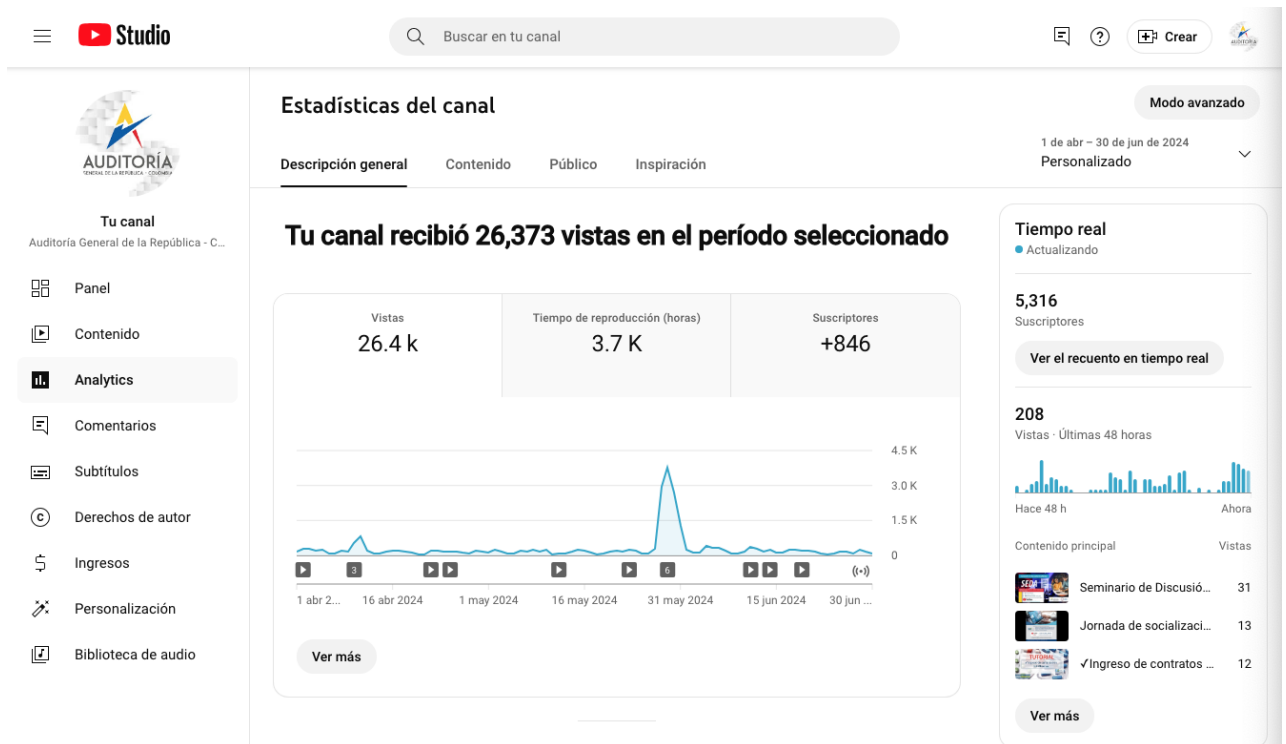 Studio
Buscar en tu canal
Crear
AUDITORÍA
GENERAL DE LA REPÚBLICA - COLOMBIA
Tu canal
Auditoría General de la República - C...
Panel
Contenido
Analytics
Comentarios
Subtítulos
Derechos de autor
Ingresos
Personalización
Biblioteca de audio
Estadísticas del canal
Modo avanzado
Descripción general
Contenido
Público
Inspiración
1 de abr – 30 de jun de 2024
Personalizado
Tu canal recibió 26,373 vistas en el período seleccionado
Vistas
26.4 k
Tiempo de reproducción (horas)
3.7 K
Suscriptores
+846
4.5 K
3.0 K
1.5 K
0
3
6
1 abr 2...
16 abr 2024
1 may 2024
16 may 2024
31 may 2024
15 jun 2024
30 jun ...
Ver más
Tiempo real
Actualizando
5,316
Suscriptores
Ver el recuento en tiempo real
208
Vistas · Últimas 48 horas
Hace 48 h
Ahora
Contenido principal
Vistas
Seminario de Discusió...
31
Jornada de socializaci...
13
✓Ingreso de contratos ...
12
Ver más